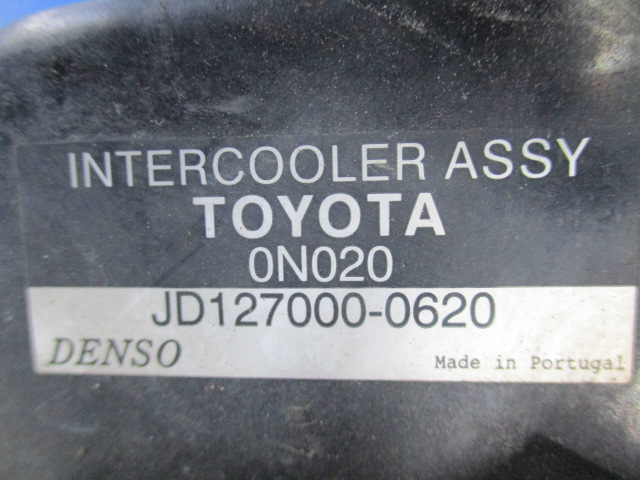 INTERCOOLER ASSY
TOYOTA
0N020
JD127000-0620
DENSO Made in Portugal